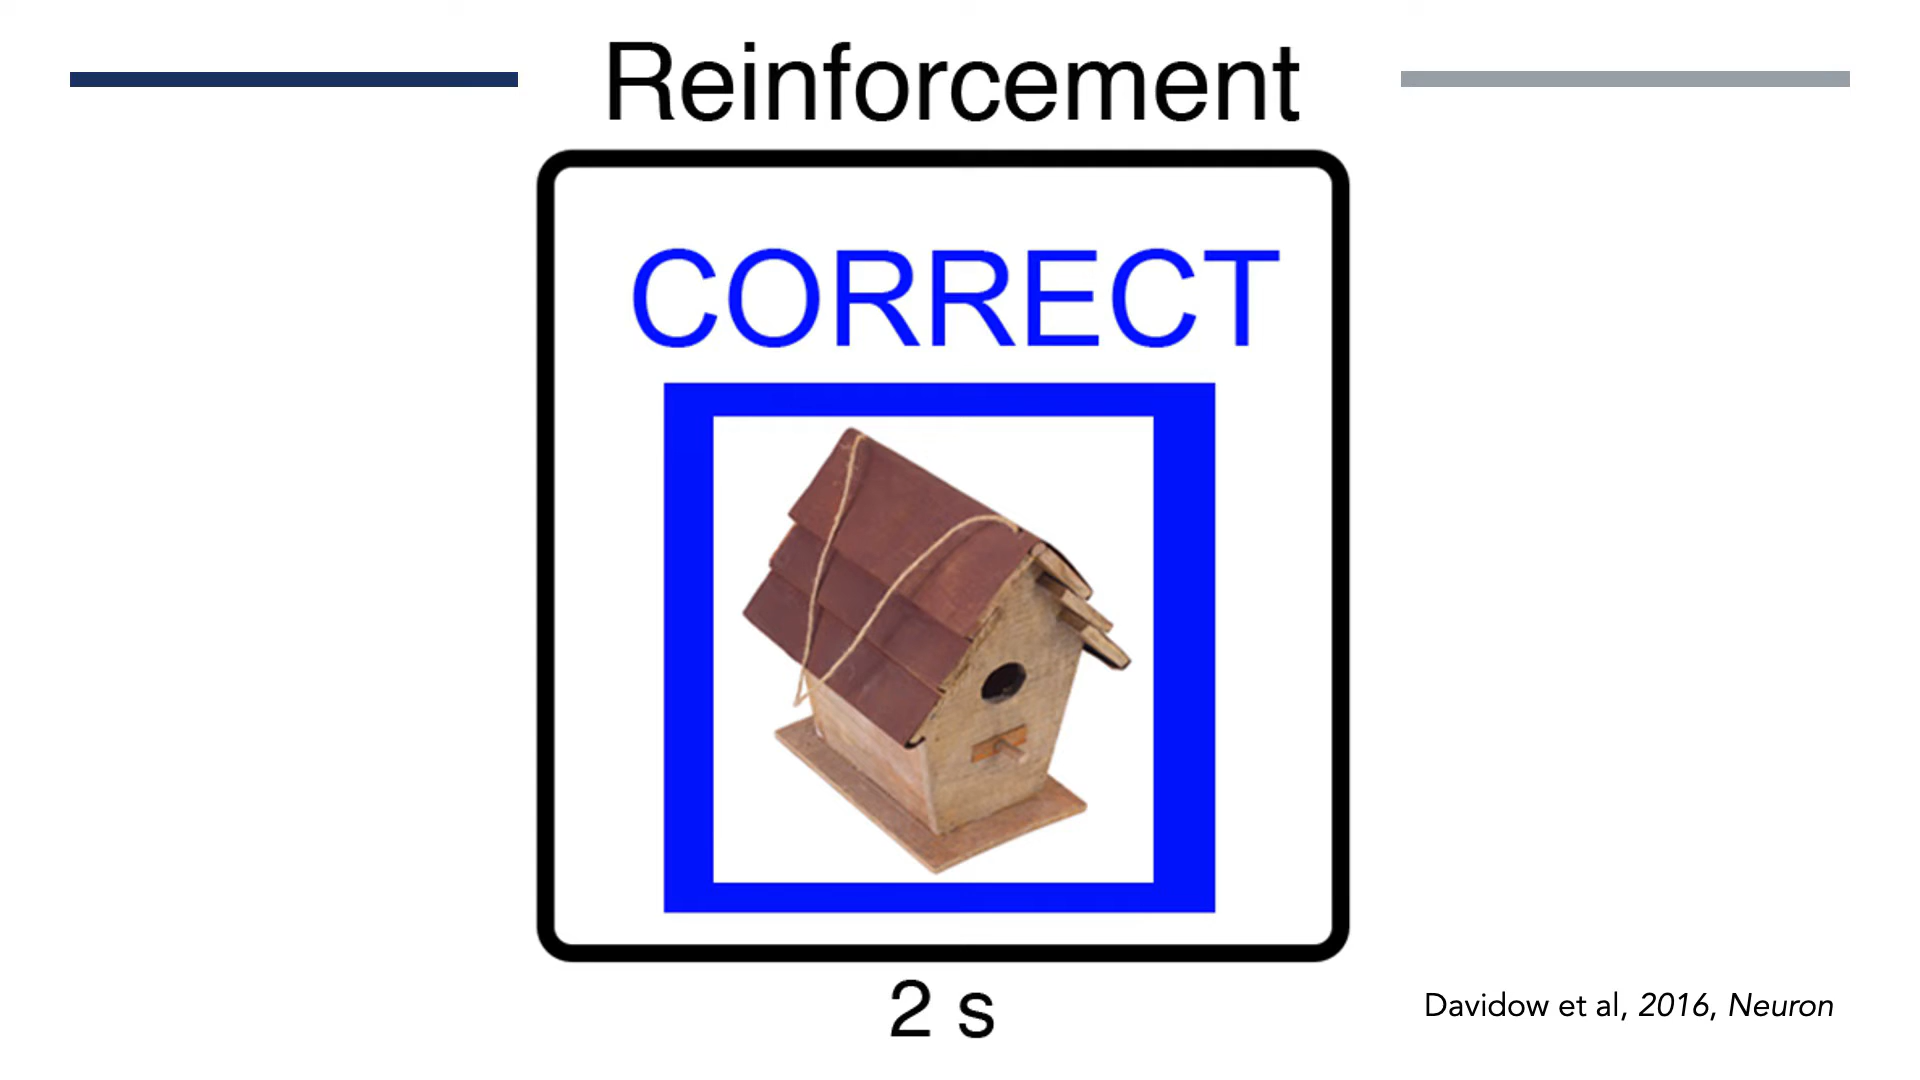 Reinforcement
CORRECT
2 s
Davidow et al, 2016, Neuron